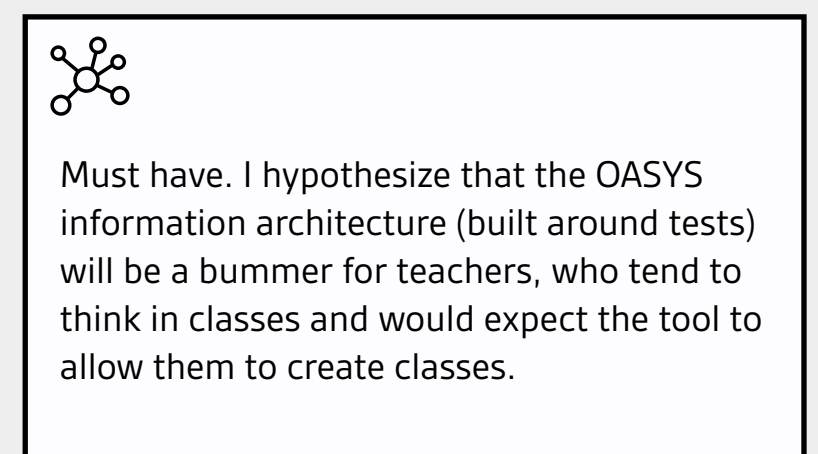 Must have. I hypothesize that the OASYS
information architecture (built around tests)
will be a bummer for teachers, who tend to
think in classes and would expect the tool to
allow them to create classes.